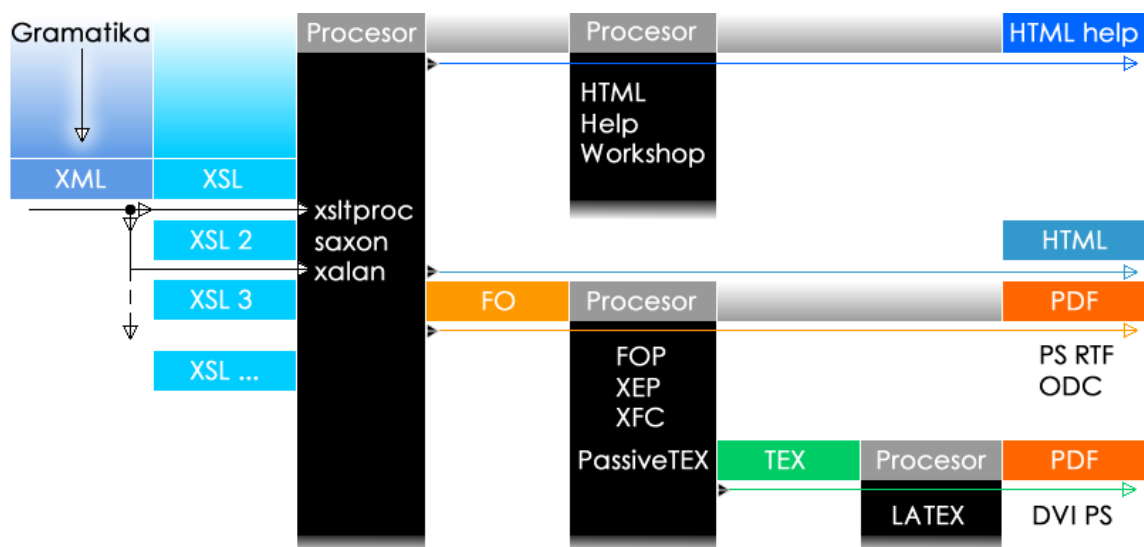 Gramatika
Procesor
Procesor
HTML help
HTML
Help
Workshop
XML
XSL
xsltproc
saxon
xalan
XSL 2
HTML
XSL 3
FO
Procesor
PDF
XSL ...
FOP
XEP
XFC
PS RTF
ODC
PassiveTEX
TEX
Procesor
PDF
LATEX
DVI PS